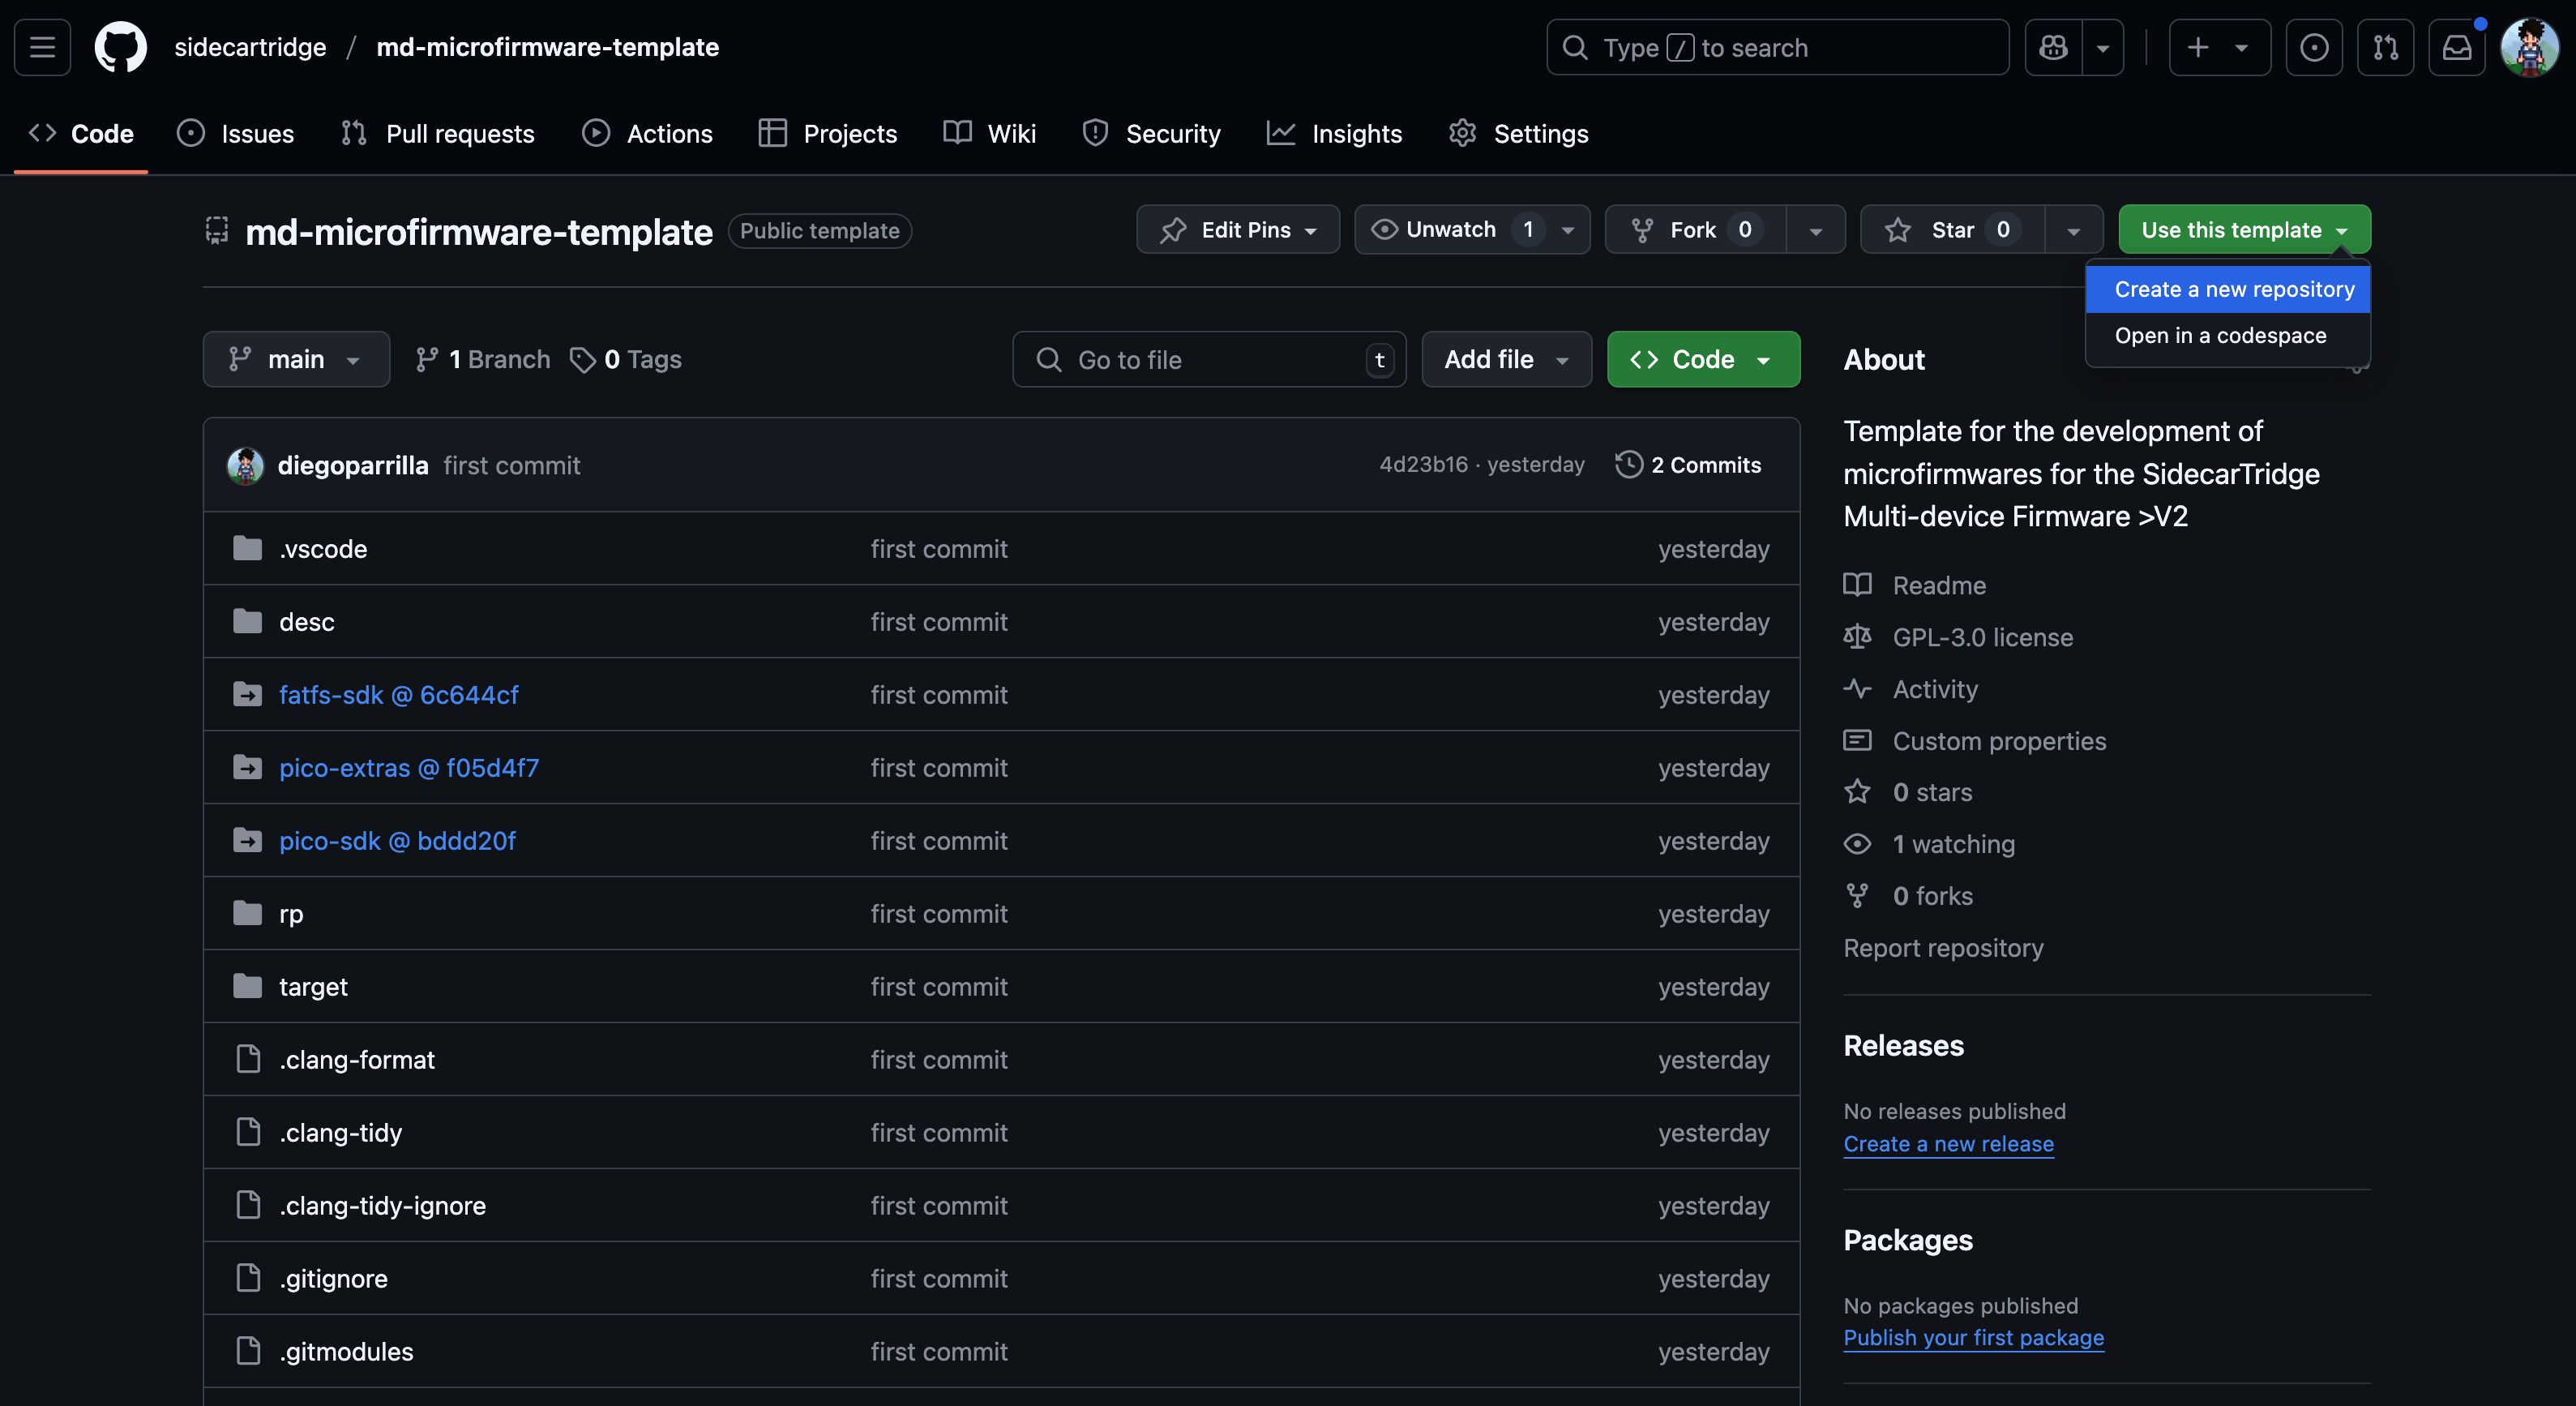 sidecartridge / md-microfirmware-template
Type / to search
Code Issues Pull requests Actions Projects Wiki Security Insights Settings
md-microfirmware-template Public template
Edit Pins Unwatch 1 Fork 0 Star 0 Use this template
Create a new repository
Open in a codespace
main 1 Branch 0 Tags
Go to file t Add file Code
diegoparrilla first commit 4d23b16 · yesterday 2 Commits
.vscode first commit yesterday
desc first commit yesterday
fatfs-sdk @ 6c644cf first commit yesterday
pico-extras @ f05d4f7 first commit yesterday
pico-sdk @ bddd20f first commit yesterday
rp first commit yesterday
target first commit yesterday
.clang-format first commit yesterday
.clang-tidy first commit yesterday
.clang-tidy-ignore first commit yesterday
.gitignore first commit yesterday
.gitmodules first commit yesterday
About
Template for the development of
microfirmwares for the SidecarTridge
Multi-device Firmware >V2
Readme
GPL-3.0 license
Activity
Custom properties
0 stars
1 watching
0 forks
Report repository
Releases
No releases published
Create a new release
Packages
No packages published
Publish your first package